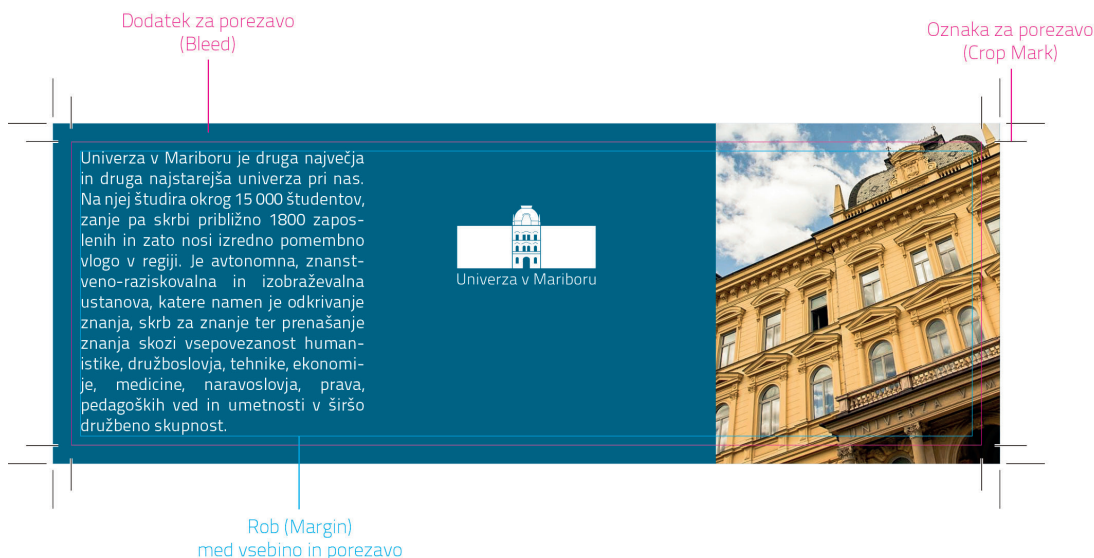 Dodatek za porezavo
(Bleed)
Oznaka za porezavo
(Crop Mark)
Univerza v Mariboru je druga največja
in druga najstarejša univerza pri nas.
Na njej študira okrog 15 000 študentov,
zanje pa skrbi približno 1800 zapos-
lenih in zato nosi izredno pomembno
vlogo v regiji. Je avtonomna, znanst-
veno-raziskovalna in izobraževalna
ustanova, katere namen je odkrivanje
znanja, skrb za znanje ter prenašanje
znanja skozi vsepovezanost human-
istike, družboslovja, tehnike, ekonomi-
je, medicine, naravoslovja, prava,
pedagoških ved in umetnosti v širšo
družbeno skupnost.
Univerza v Mariboru
UNIVERZA
Rob (Margin)
med vsebino in porezavo